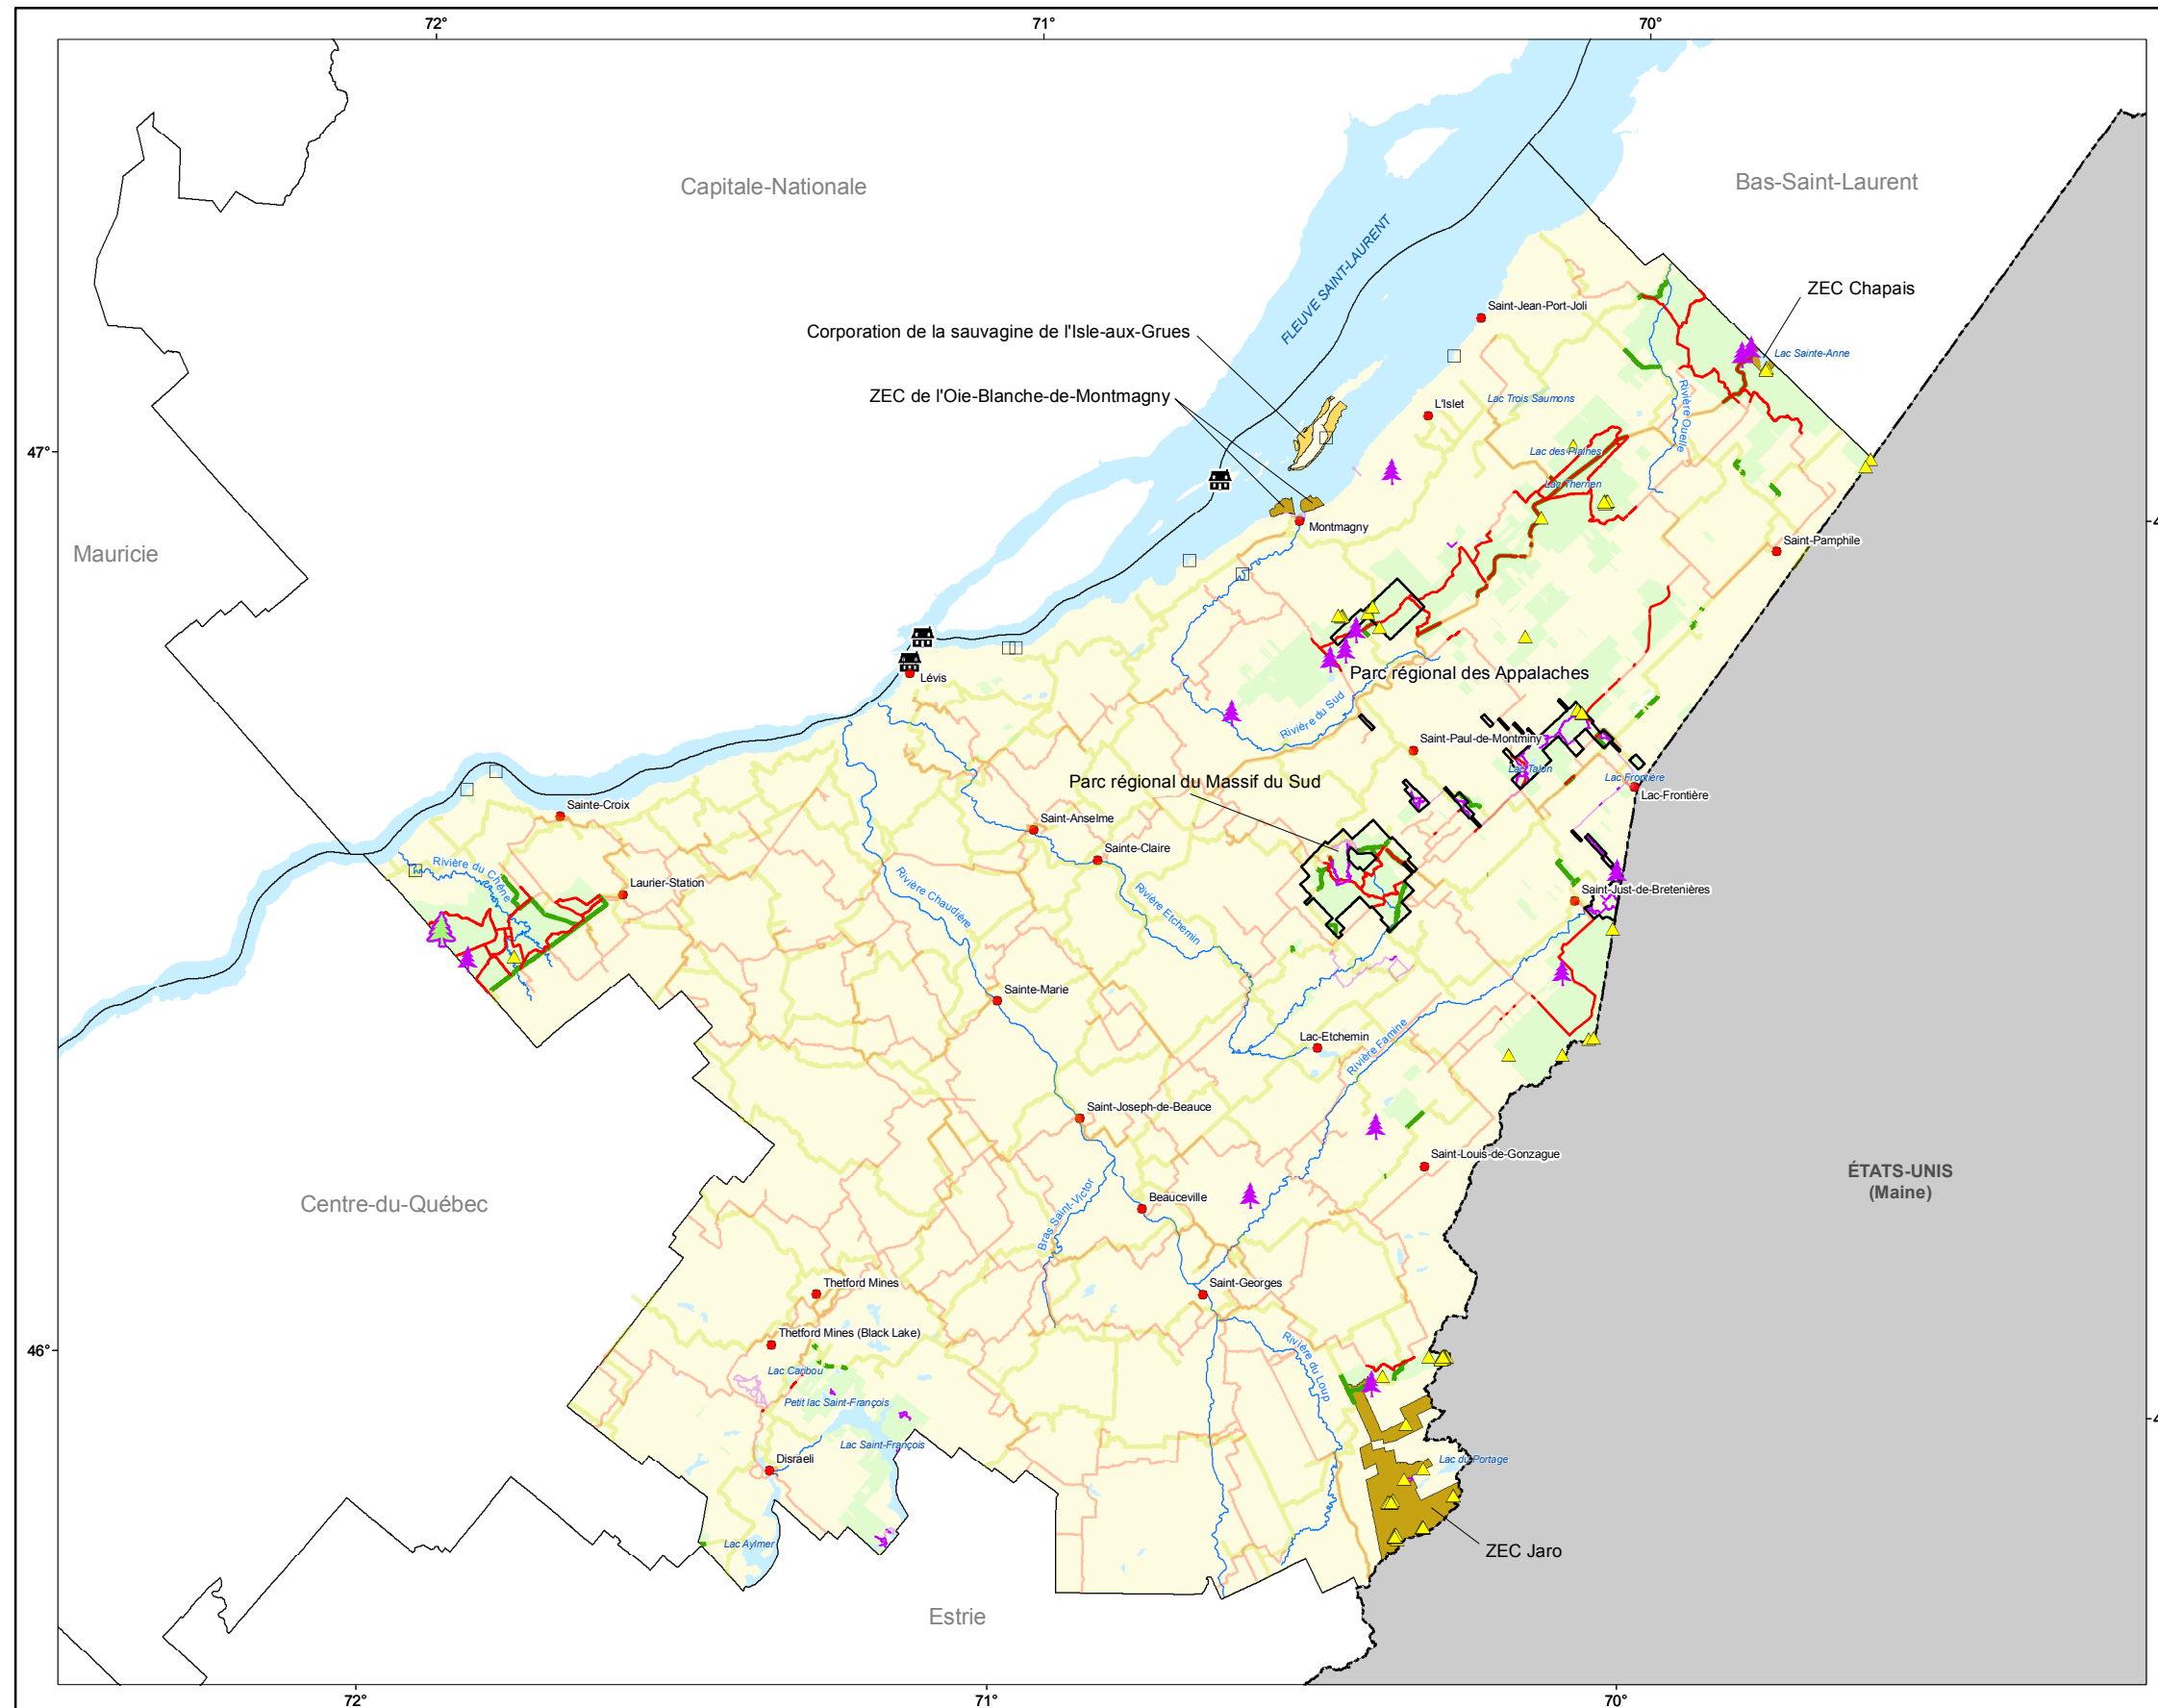 72°
71°
70°
Capitale-Nationale
Bas-Saint-Laurent
FLEUVE SAINT-LAURENT
ZEC Chapais
Saint-Jean-Port-Joli
Corporation de la sauvagine de l'Isle-aux-Grues
Lac Sainte-Anne
ZEC de l'Oie-Blanche-de-Montmagny
Lac Trois Saumons
L'Islet
Rivière Ouelle
47°
Lac des Plaines
Lac Therrien
Montmagny
Saint-Pamphile
Mauricie
Parc régional des Appalaches
Lévis
Rivière du Sud
Saint-Paul-de-Montminy
Lac Talon
Lac Frontière
Parc régional du Massif du Sud
Lac-Frontière
Sainte-Croix
Saint-Anselme
Sainte-Claire
Rivière du Chêne
Laurier-Station
Rivière Chaudière
Rivière Etchemin
Saint-Just-de-Bretenières
Sainte-Marie
Lac-Etchemin
Rivière Famine
Saint-Joseph-de-Beauce
Saint-Louis-de-Gonzague
ÉTATS-UNIS
(Maine)
Centre-du-Québec
Bras Saint-Victor
Beauceville
Thetford Mines
Saint-Georges
Thetford Mines (Black Lake)
46°
Rivière du Loup
Lac Caribou
Petit lac Saint-François
Lac Saint-François
Disraeli
Lac du Portage
Lac Aylmer
ZEC Jaro
Estrie
72°
71°
70°